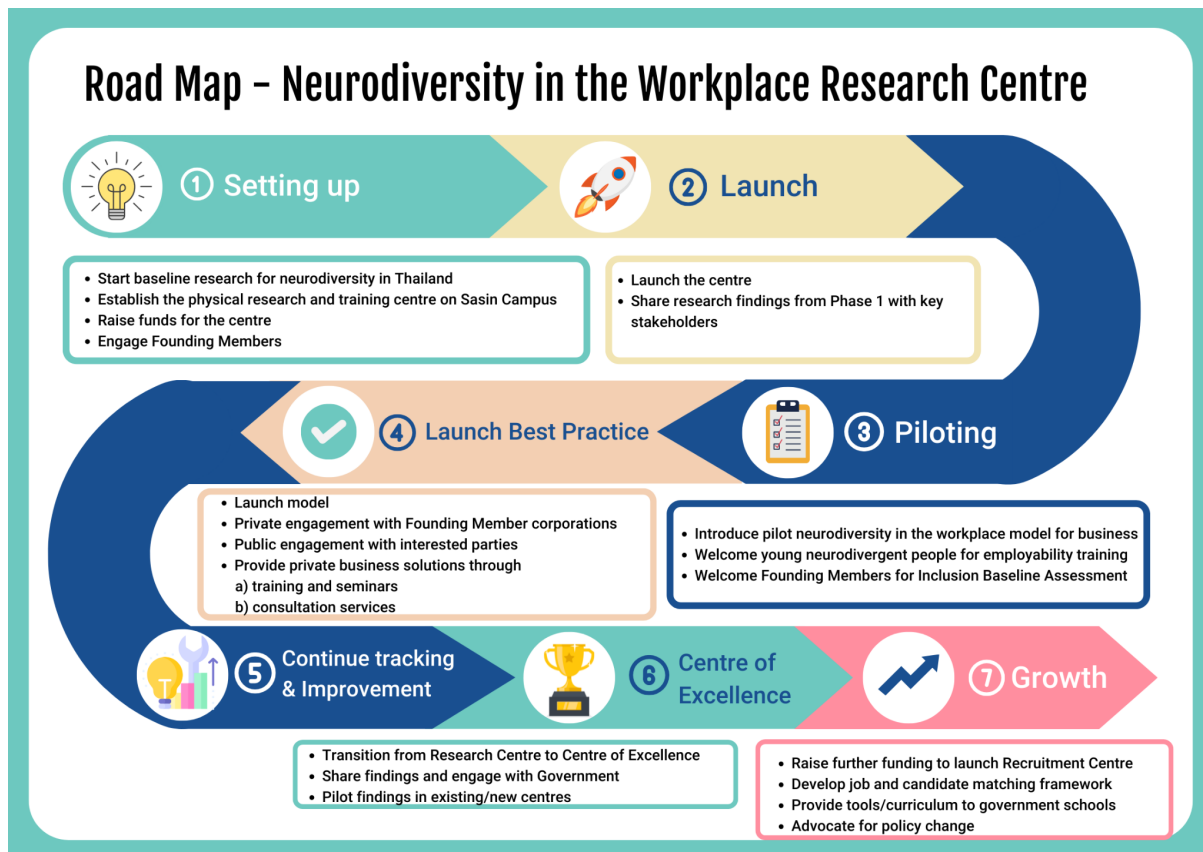 Road Map - Neurodiversity in the Workplace Research Centre
1 Setting up
2 Launch
• Start baseline research for neurodiversity in Thailand
• Establish the physical research and training centre on Sasin Campus
• Raise funds for the centre
• Engage Founding Members
• Launch the centre
• Share research findings from Phase 1 with key
stakeholders
3 Piloting
• Introduce pilot neurodiversity in the workplace model for business
• Welcome young neurodivergent people for employability training
• Welcome Founding Members for Inclusion Baseline Assessment
4 Launch Best Practice
• Launch model
• Private engagement with Founding Member corporations
• Public engagement with interested parties
• Provide private business solutions through
a) training and seminars
b) consultation services
5 Continue tracking
& Improvement
6 Centre of
Excellence
• Transition from Research Centre to Centre of Excellence
• Share findings and engage with Government
• Pilot findings in existing/new centres
7 Growth
• Raise further funding to launch Recruitment Centre
• Develop job and candidate matching framework
• Provide tools/curriculum to government schools
• Advocate for policy change